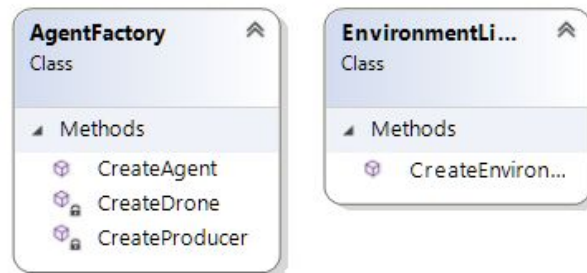 AgentFactory
Class
Methods
CreateAgent
CreateDrone
CreateProducer
EnvironmentLi...
Class
Methods
CreateEnviron...